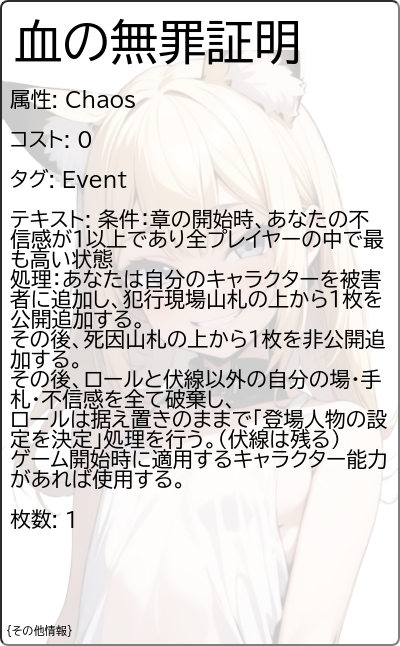 血の無罪証明
属性: Chaos
コスト: 0
タグ: Event
テキスト: 条件：章の開始時、あなたの不
信感が1以上であり全プレイヤーの中で最
も高い状態
処理：あなたは自分のキャラクターを被害
者に追加し、犯行現場山札の上から1枚を
公開追加する。
その後、死因山札の上から1枚を非公開追
加する。
その後、ロールと伏線以外の自分の場・手
札・不信感を全て破棄し、
ロールは据え置きのままで「登場人物の設
定を決定」処理を行う。（伏線は残る）
ゲーム開始時に適用するキャラクター能力
があれば使用する。
枚数: 1
{その他情報}